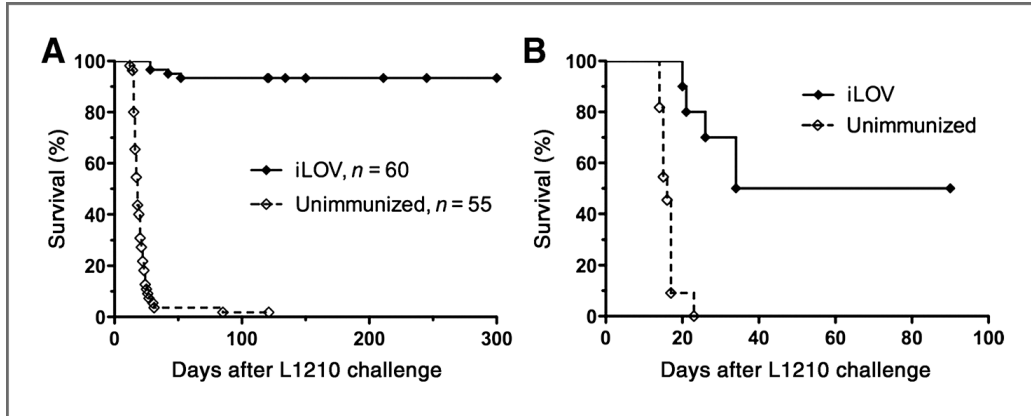 A
100
80
60
40
20
0
Survival (%)
iLOV, n = 60
Unimmunized, n = 55
0 100 200 300
Days after L1210 challenge
B
100
80
60
40
20
0
Survival (%)
iLOV
Unimmunized
0 20 40 60 80 100
Days after L1210 challenge